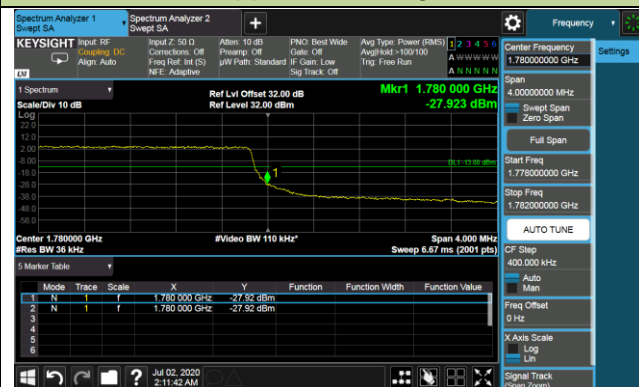 Spectrum Analyzer 1
Swept SA
Spectrum Analyzer 2
Swept SA
+
Frequency
KEYSIGHT
Input: RF
Coupling: DC
Align: Auto
Input Z: 50 Ω
Corrections: Off
Freq Ref: Int (S)
NFE: Adaptive
Atten: 10 dB
Preamp: Off
µW Path: Standard
PNO: Best Wide
Gate: Off
IF Gain: Low
Sig Track: Off
Avg Type: Power (RMS)
Avg|Hold:>100/100
Trig: Free Run
1 2 3 4 5 6
A W W W W W
A N N N N N
LXI
1 Spectrum
Scale/Div 10 dB
Ref Lvl Offset 32.00 dB
Ref Level 32.00 dBm
Mkr1 1.780 000 GHz
-27.923 dBm
Log
22.0
12.0
2.00
-8.00
-18.0
-28.0
-38.0
-48.0
-58.0
DL1 -13.00 dBm
1
Center 1.780000 GHz
#Res BW 36 kHz
#Video BW 110 kHz*
Span 4.000 MHz
Sweep 6.67 ms (2001 pts)
5 Marker Table
Mode Trace Scale X Y Function Function Width Function Value
1 N 1 f 1.780 000 GHz -27.92 dBm
2 N 1 f 1.780 000 GHz -27.92 dBm
3
4
5
6
Jul 02, 2020
2:11:42 AM
Center Frequency
1.780000000 GHz
Settings
Span
4.00000000 MHz
Swept Span
Zero Span
Full Span
Start Freq
1.778000000 GHz
Stop Freq
1.782000000 GHz
AUTO TUNE
CF Step
400.000 kHz
Auto
Man
Freq Offset
0 Hz
X Axis Scale
Log
Lin
Signal Track
(Span Zoom)